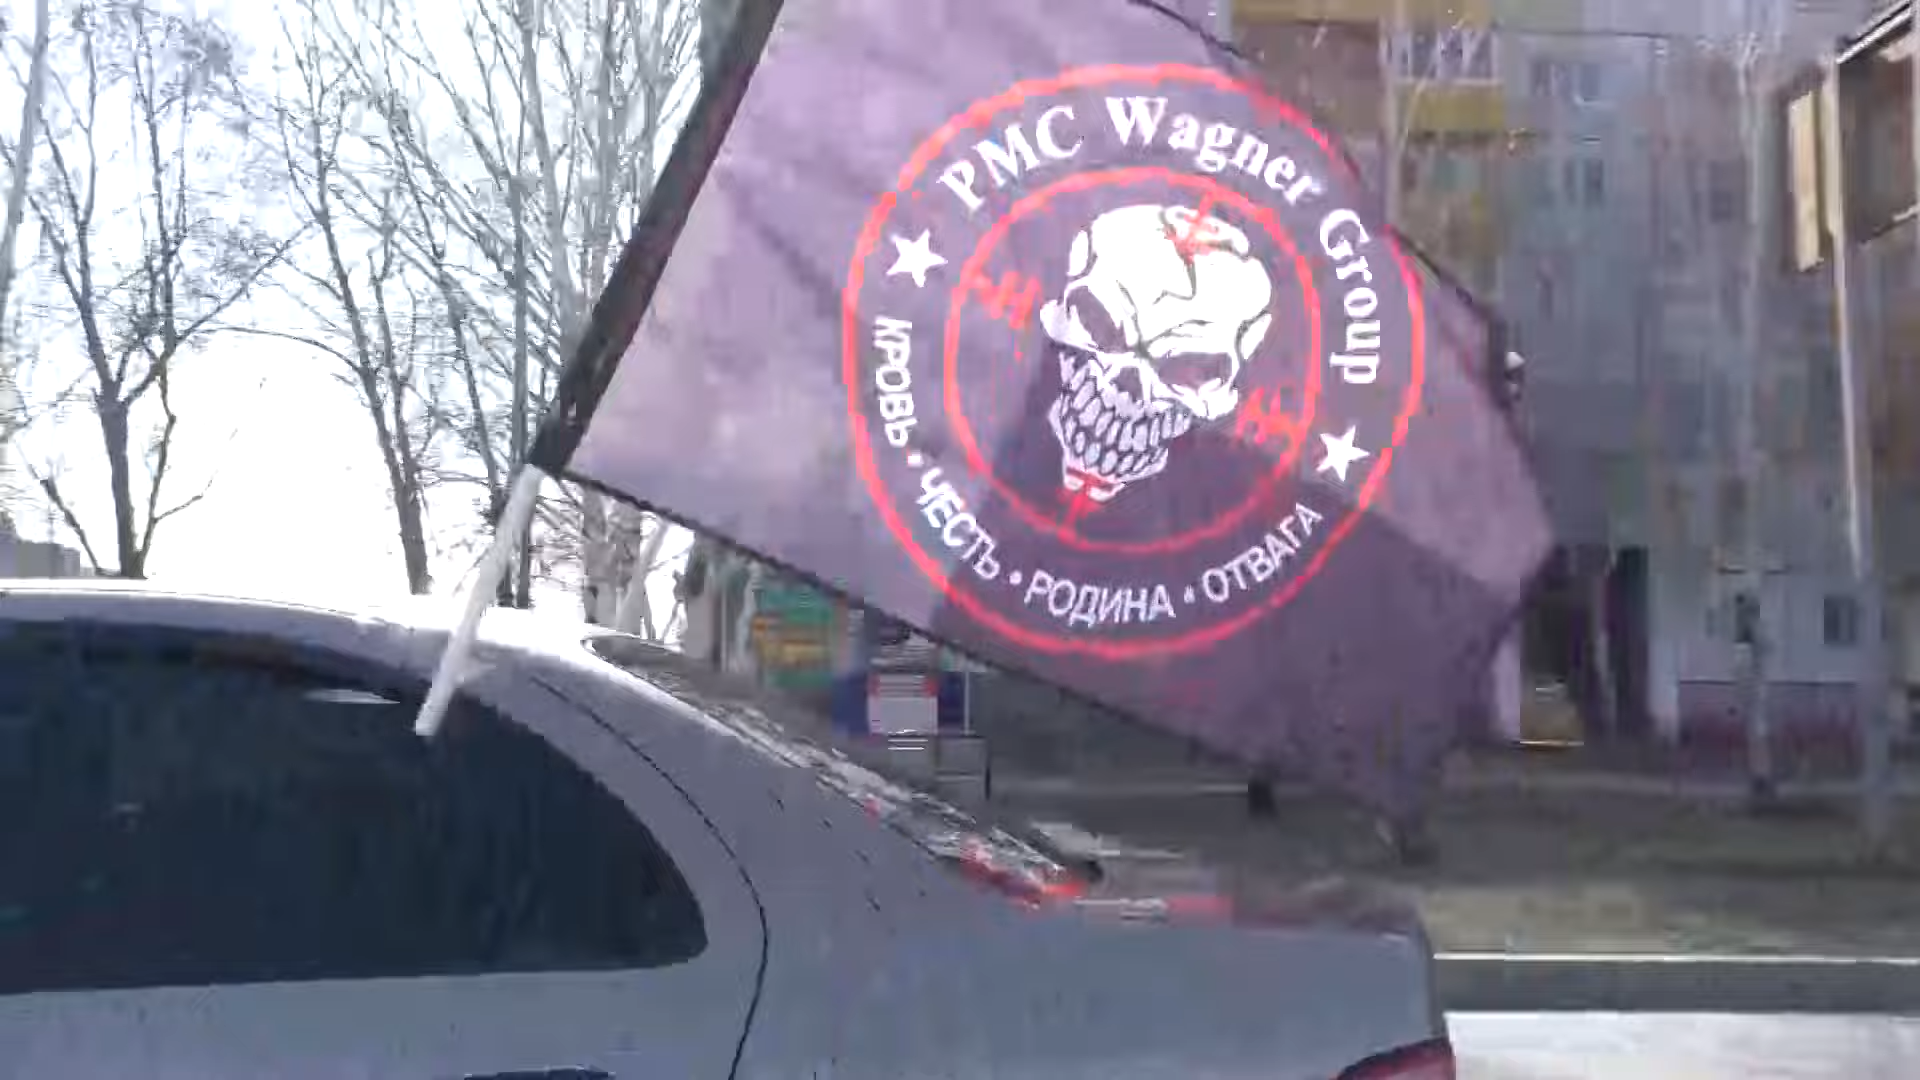 PMC Wagner Group
КРОВЬ • ЧЕСТЬ • РОДИНА • ОТВАГА